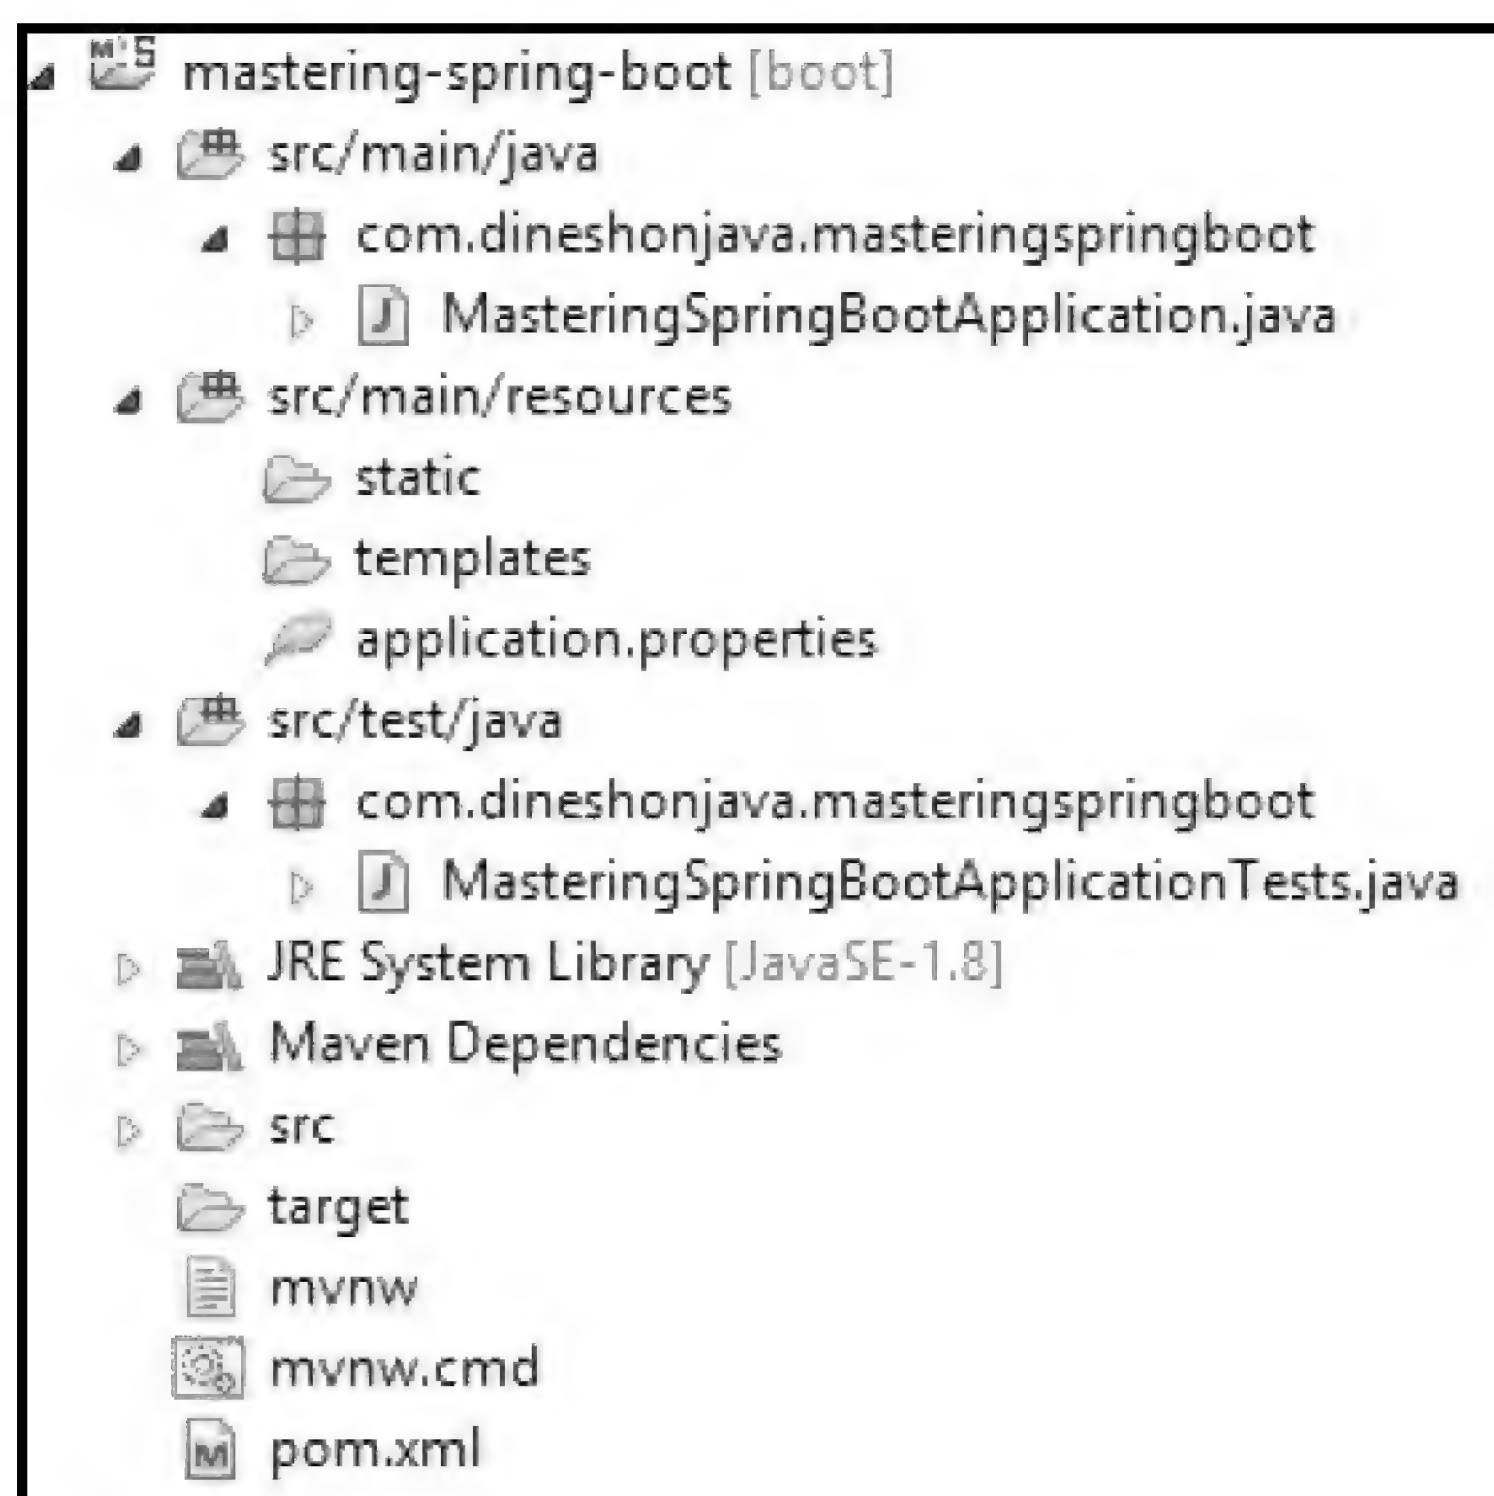 mastering-spring-boot [boot]
src/main/java
com.dineshonjava.masteringspringboot
MasteringSpringBootApplication.java
src/main/resources
static
templates
application.properties
src/test/java
com.dineshonjava.masteringspringboot
MasteringSpringBootApplicationTests.java
JRE System Library [JavaSE-1.8]
Maven Dependencies
src
target
mvnw
mvnw.cmd
pom.xml